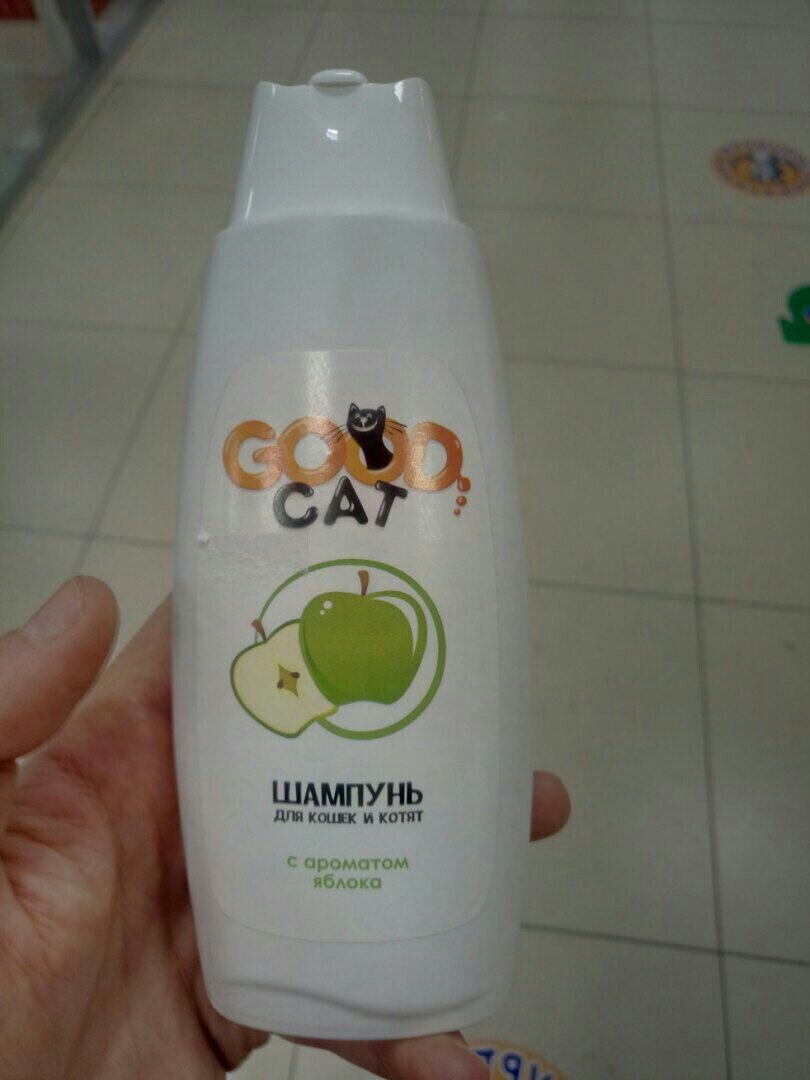 GOOD
CAT
ШАМПУНЬ
ДЛЯ КОШЕК И КОТЯТ
с ароматом
яблока